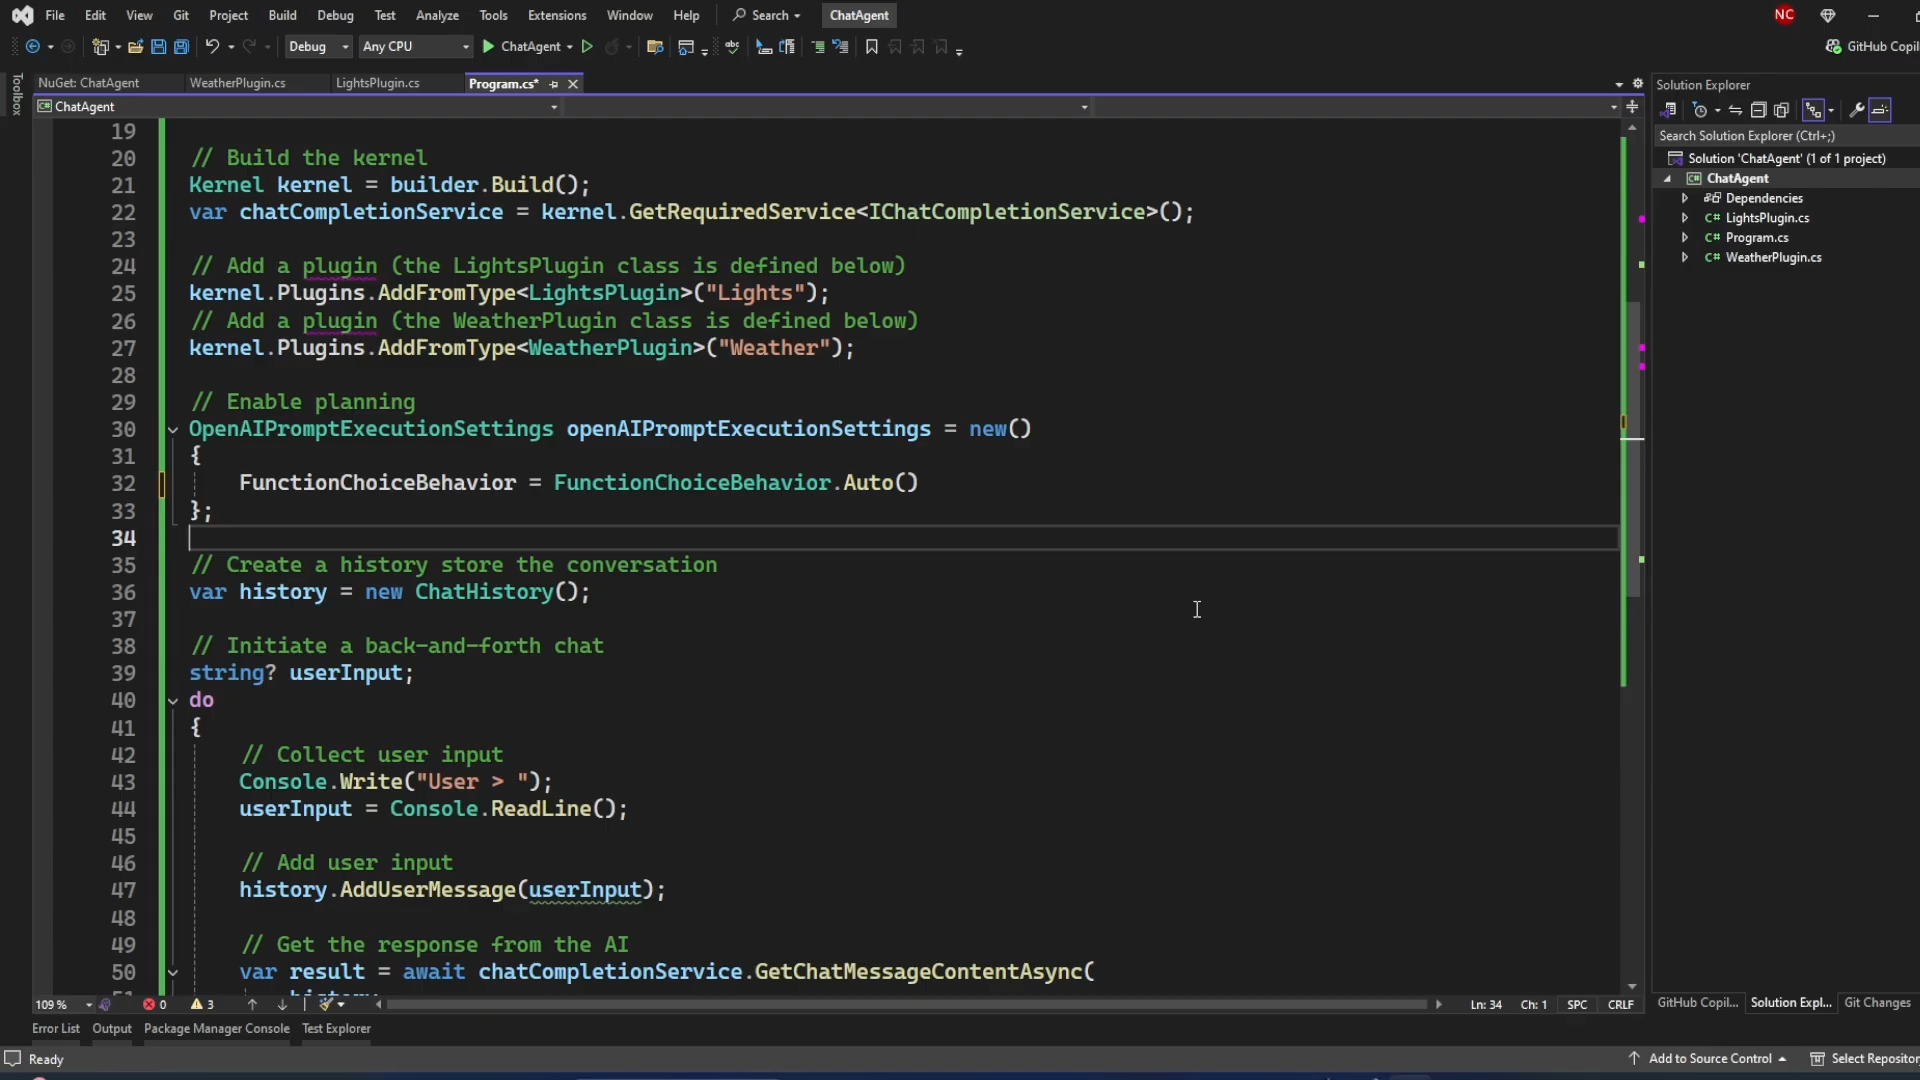 File Edit View Git Project Build Debug Test Analyze Tools Extensions Window Help Search ChatAgent NC
Debug Any CPU ChatAgent GitHub Copil
Toolbox
NuGet: ChatAgent WeatherPlugin.cs LightsPlugin.cs Program.cs*
C# ChatAgent
19
20 // Build the kernel
21 Kernel kernel = builder.Build();
22 var chatCompletionService = kernel.GetRequiredService<IChatCompletionService>();
23
24 // Add a plugin (the LightsPlugin class is defined below)
25 kernel.Plugins.AddFromType<LightsPlugin>("Lights");
26 // Add a plugin (the WeatherPlugin class is defined below)
27 kernel.Plugins.AddFromType<WeatherPlugin>("Weather");
28
29 // Enable planning
30 OpenAIPromptExecutionSettings openAIPromptExecutionSettings = new()
31 {
32 FunctionChoiceBehavior = FunctionChoiceBehavior.Auto()
33 };
34
35 // Create a history store the conversation
36 var history = new ChatHistory();
37
38 // Initiate a back-and-forth chat
39 string? userInput;
40 do
41 {
42 // Collect user input
43 Console.Write("User > ");
44 userInput = Console.ReadLine();
45
46 // Add user input
47 history.AddUserMessage(userInput);
48
49 // Get the response from the AI
50 var result = await chatCompletionService.GetChatMessageContentAsync(
109 % 0 3 Ln: 34 Ch: 1 SPC CRLF
Error List Output Package Manager Console Test Explorer
Solution Explorer
Search Solution Explorer (Ctrl+;)
Solution 'ChatAgent' (1 of 1 project)
C# ChatAgent
Dependencies
C# LightsPlugin.cs
C# Program.cs
C# WeatherPlugin.cs
GitHub Copil... Solution Expl... Git Changes
Ready Add to Source Control Select Repositor